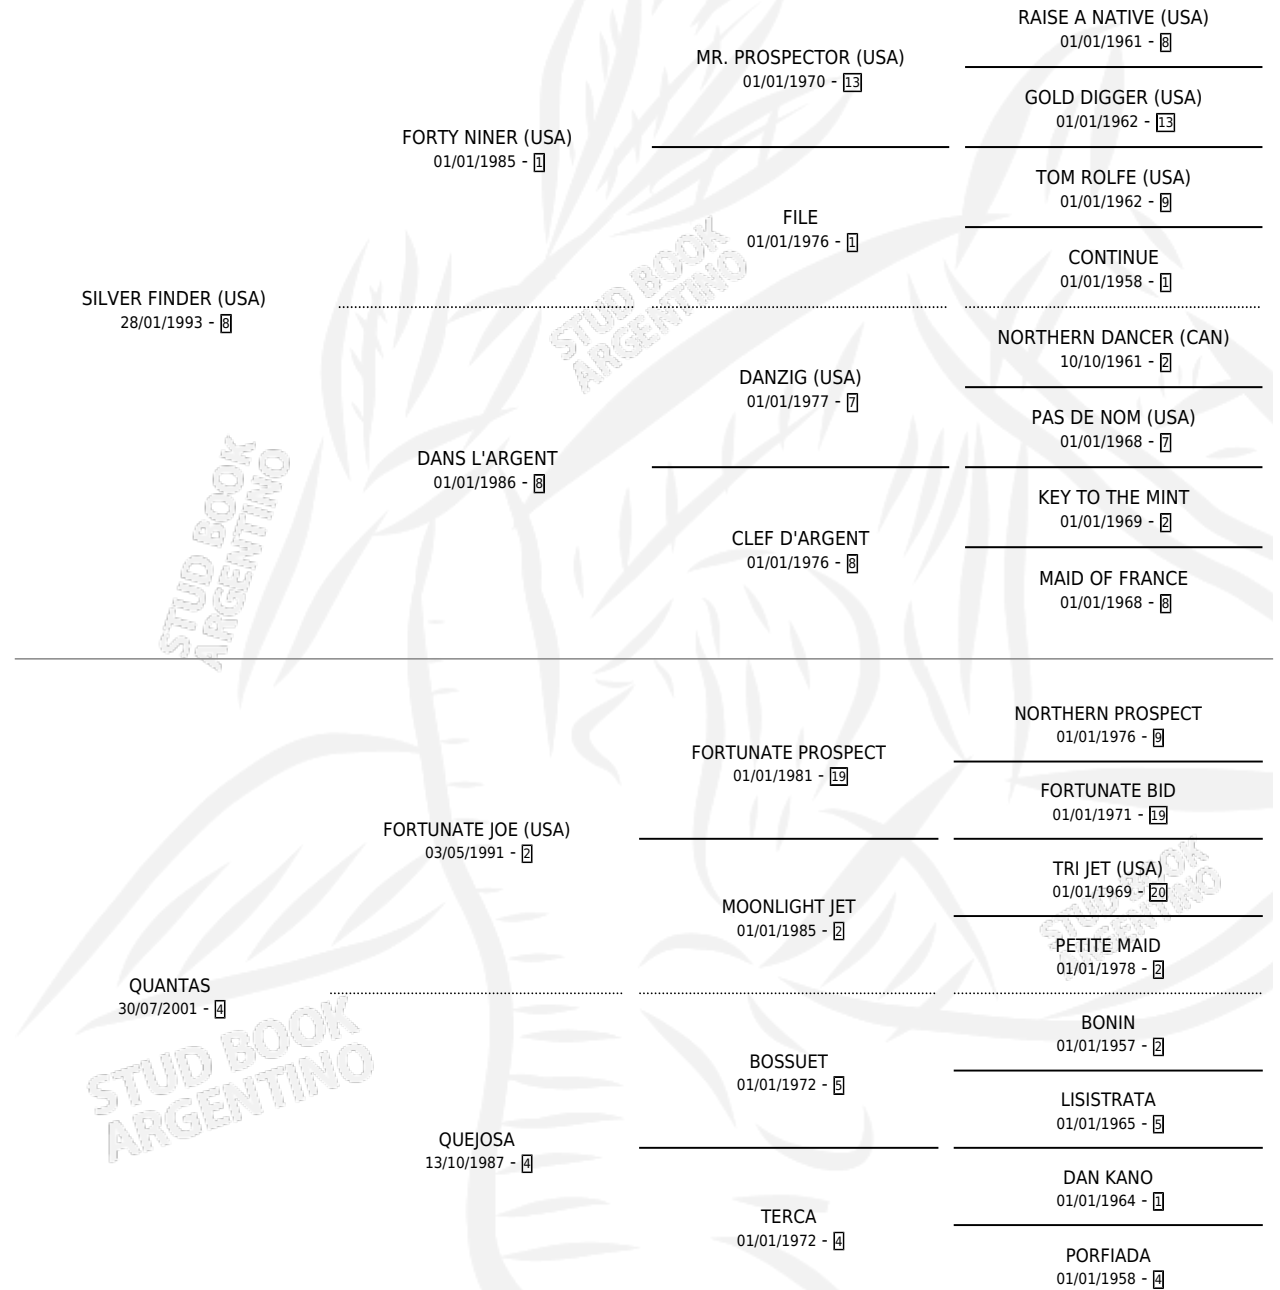 RAISE A NATIVE (USA)
01/01/1961 - 8
MR. PROSPECTOR (USA)
01/01/1970 - 13
GOLD DIGGER (USA)
01/01/1962 - 13
FORTY NINER (USA)
01/01/1985 - 1
TOM ROLFE (USA)
01/01/1962 - 9
FILE
01/01/1976 - 1
CONTINUE
01/01/1958 - 1
SILVER FINDER (USA)
28/01/1993 - 8
NORTHERN DANCER (CAN)
10/10/1961 - 2
DANZIG (USA)
01/01/1977 - 7
PAS DE NOM (USA)
01/01/1968 - 7
DANS L'ARGENT
01/01/1986 - 8
KEY TO THE MINT
01/01/1969 - 2
CLEF D'ARGENT
01/01/1976 - 8
MAID OF FRANCE
01/01/1968 - 8
NORTHERN PROSPECT
01/01/1976 - 9
FORTUNATE PROSPECT
01/01/1981 - 19
FORTUNATE BID
01/01/1971 - 19
FORTUNATE JOE (USA)
03/05/1991 - 2
TRI JET (USA)
01/01/1969 - 20
MOONLIGHT JET
01/01/1985 - 2
PETITE MAID
01/01/1978 - 2
QUANTAS
30/07/2001 - 4
BONIN
01/01/1957 - 2
BOSSUET
01/01/1972 - 5
LISISTRATA
01/01/1965 - 5
QUEJOSA
13/10/1987 - 4
DAN KANO
01/01/1964 - 1
TERCA
01/01/1972 - 4
PORFIADA
01/01/1958 - 4
STUD BOOK
ARGENTINO
STUD BOOK
ARGENTINO
STUD BOOK
ARGENTINO
STUD BOOK
ARGENTINO